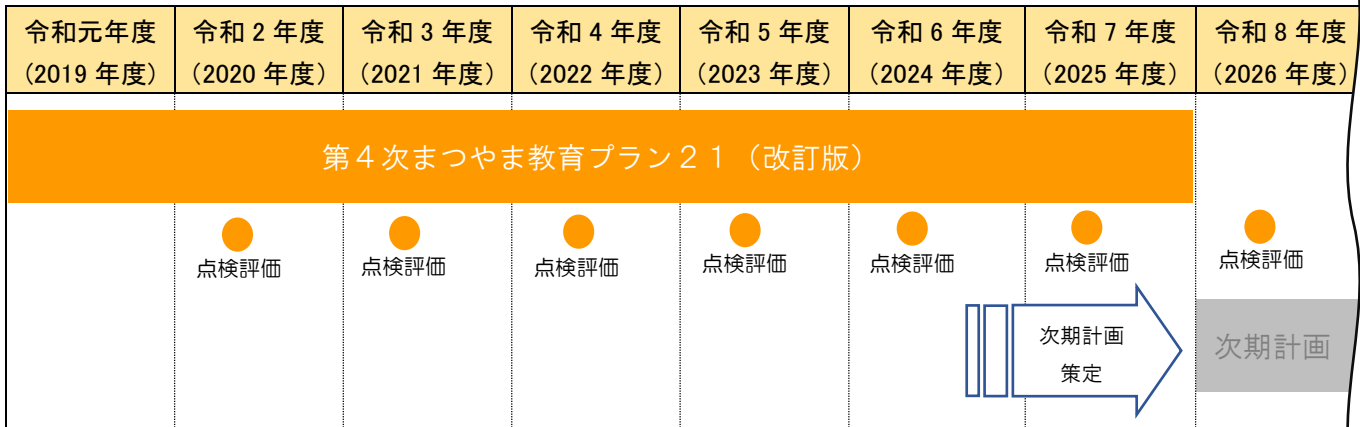 令和元年度 令和２年度 令和３年度 令和４年度 令和５年度 令和６年度 令和７年度 令和８年度
（2019 年度） （2020 年度） （2021 年度） （2022 年度） （2023 年度） （2024 年度） （2025 年度） （2026 年度）
第４次まつやま教育プラン２１（改訂版）
点検評価 点検評価 点検評価 点検評価 点検評価 点検評価 点検評価
次期計画
策定
次期計画